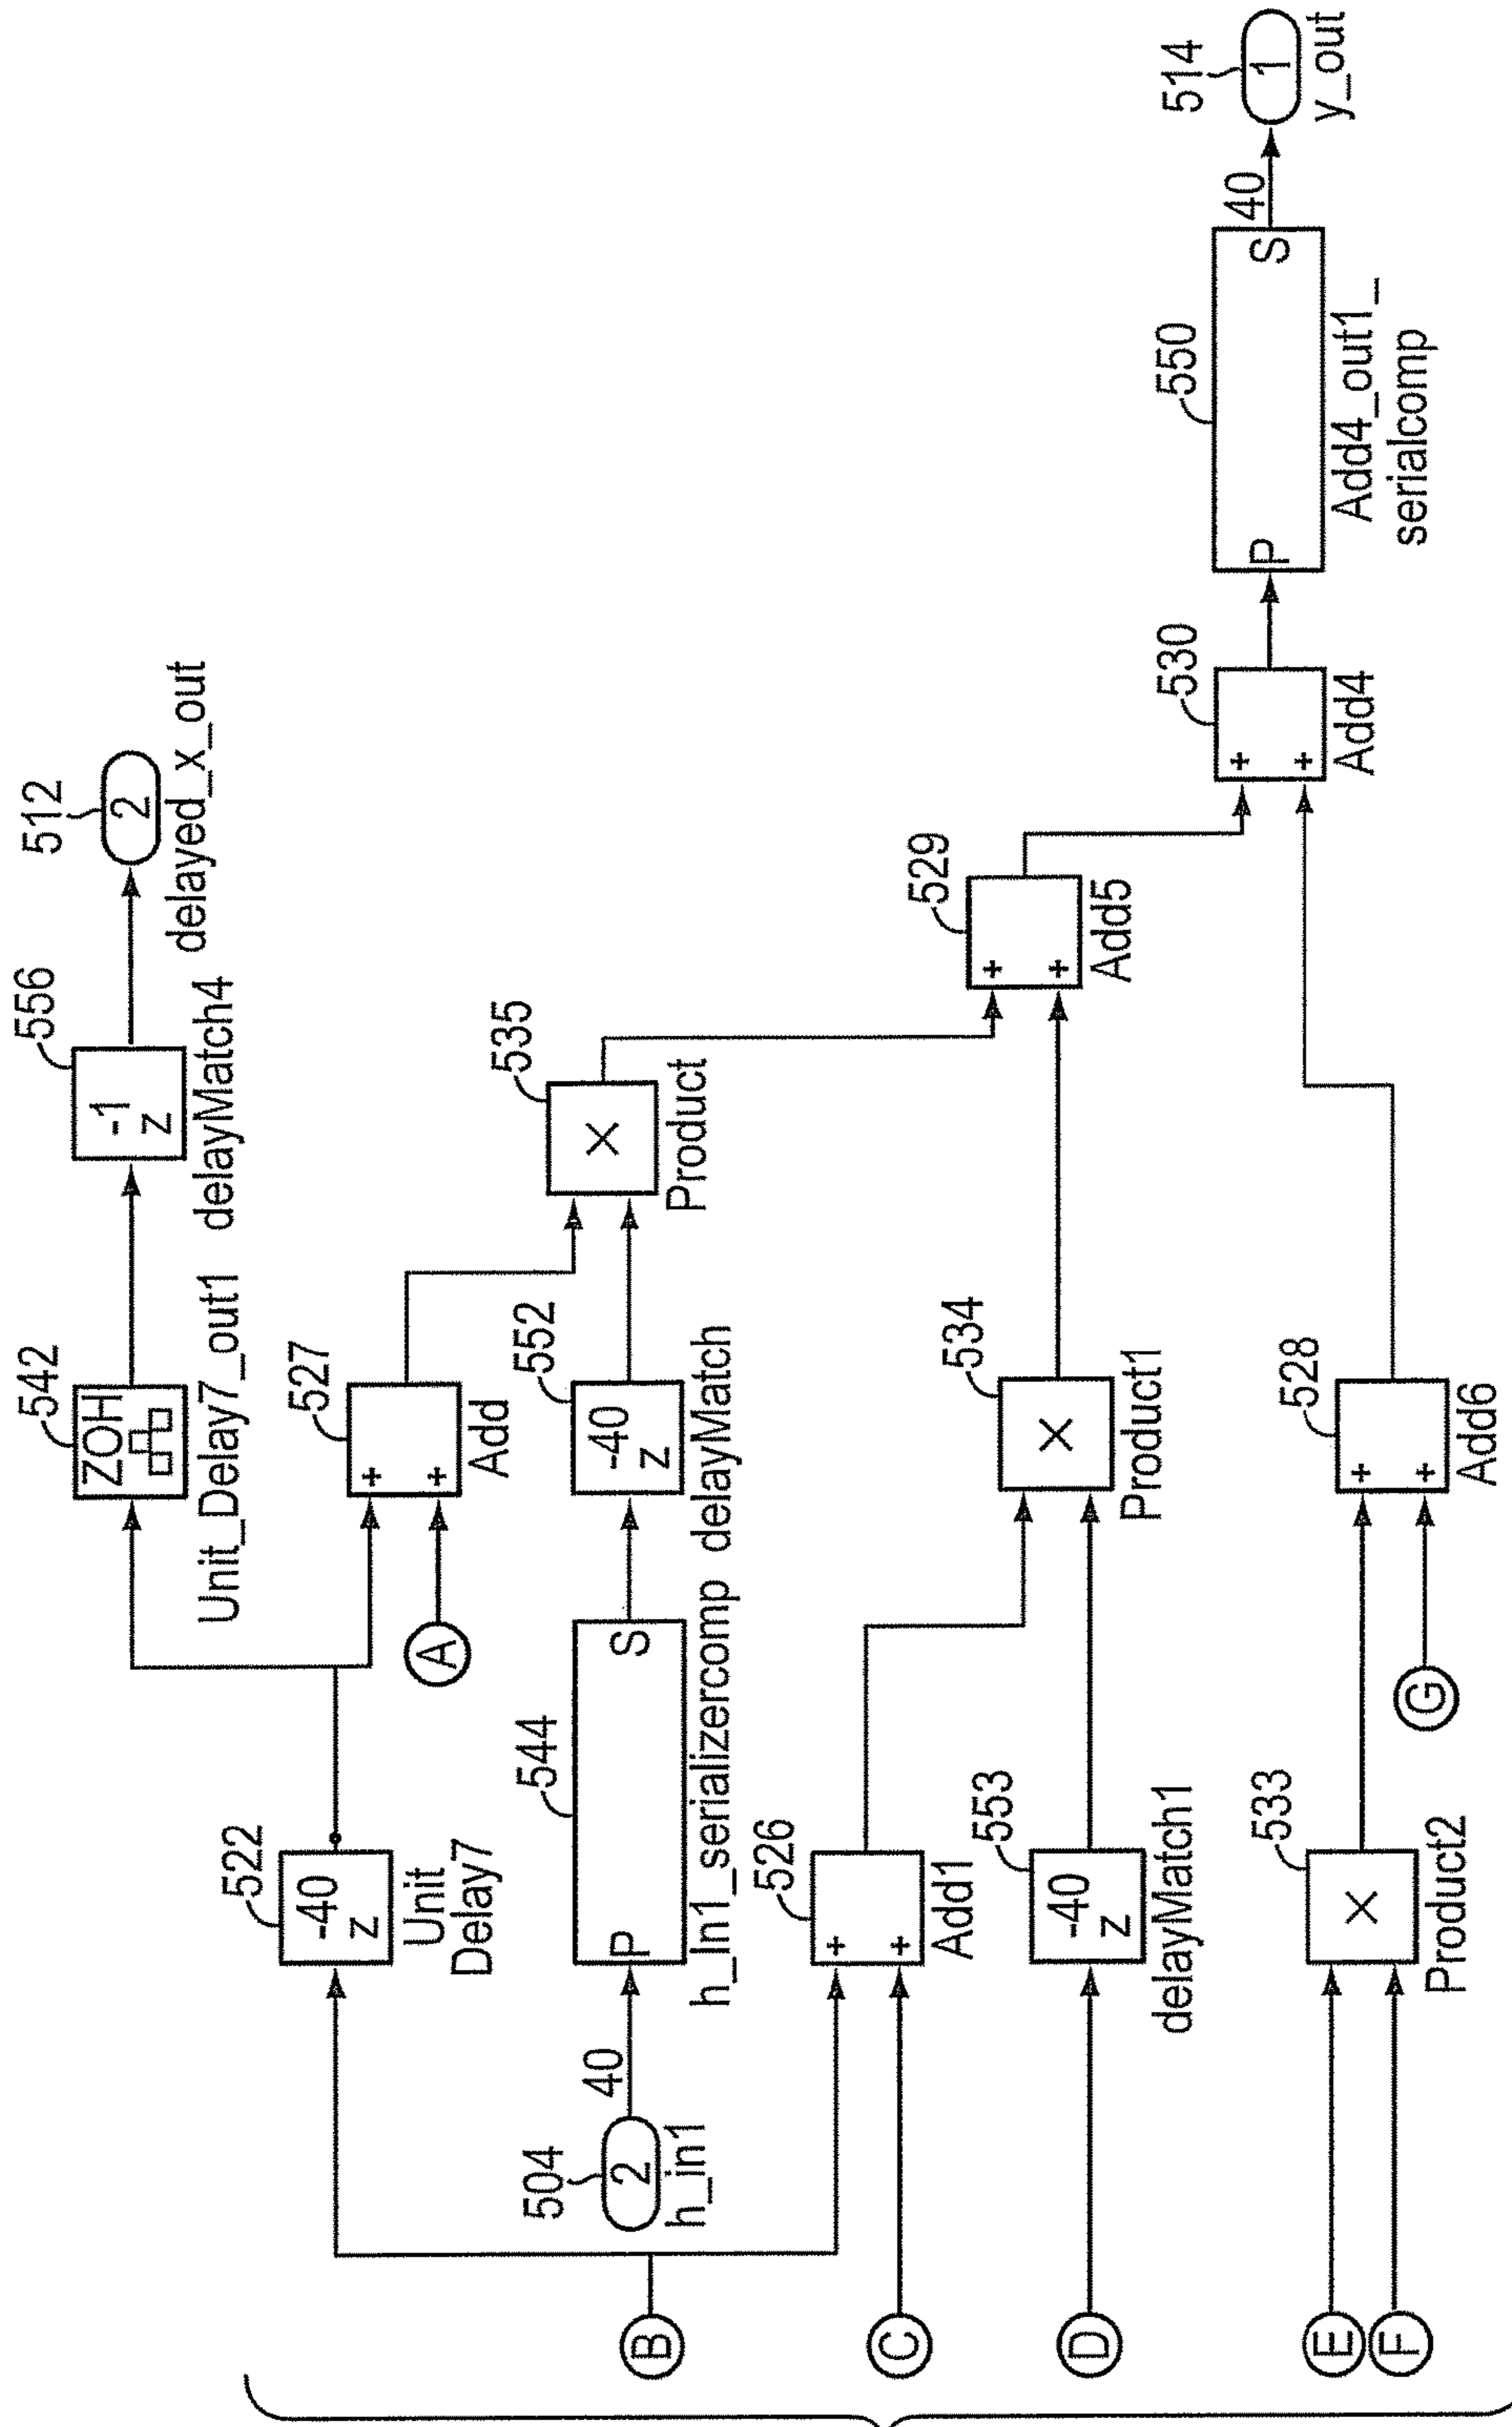 512
2
delayed_x_out
556
-1
z
delayMatch4
542
ZOH
Unit_Delay7_out1
522
-40
z
Unit
Delay7
527
+
+
Add
A
535
×
Product
552
-40
z
delayMatch
544
P
S
h_in1_serializercomp
40
504
2
h_in1
B
526
+
+
Add1
C
534
×
Product1
529
+
+
Add5
553
-40
z
delayMatch1
D
533
×
Product2
E
F
528
+
+
Add6
G
530
+
+
Add4
550
P
S
Add4_out1_
serialcomp
40
514
1
y_out